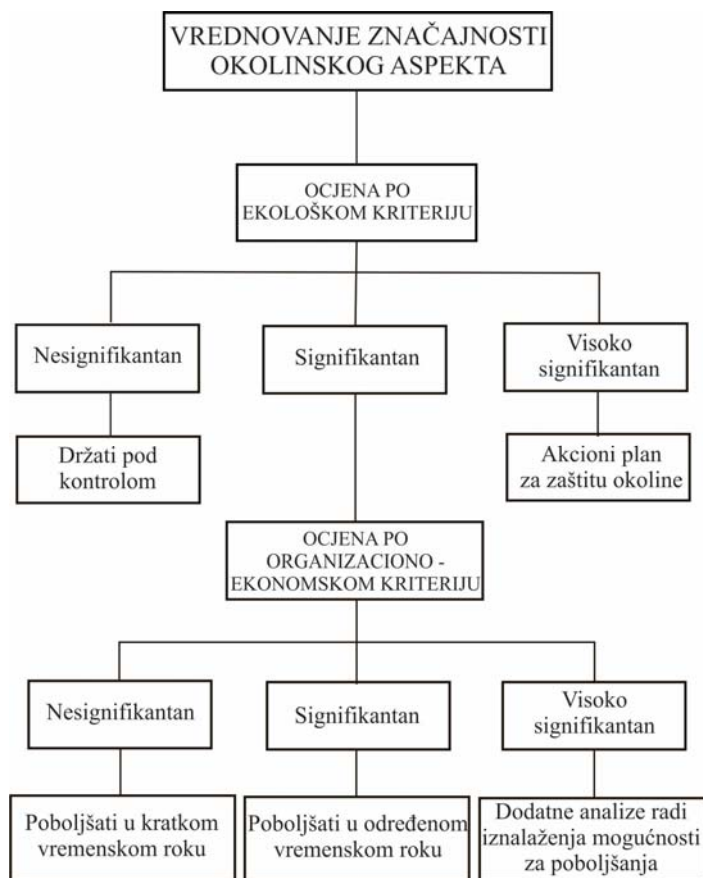 VREDNOVANJE ZNAČAJNOSTI
OKOLINSKOG ASPEKTA
OCJENA PO
EKOLOŠKOM KRITERIJU
Nesignifikantan
Signifikantan
Visoko
signifikantan
Držati pod
kontrolom
Akcioni plan
za zaštitu okoline
OCJENA PO
ORGANIZACIONO -
EKONOMSKOM KRITERIJU
Nesignifikantan
Signifikantan
Visoko
signifikantan
Poboljšati u kratkom
vremenskom roku
Poboljšati u određenom
vremenskom roku
Dodatne analize radi
iznalaženja mogućnosti
za poboljšanja